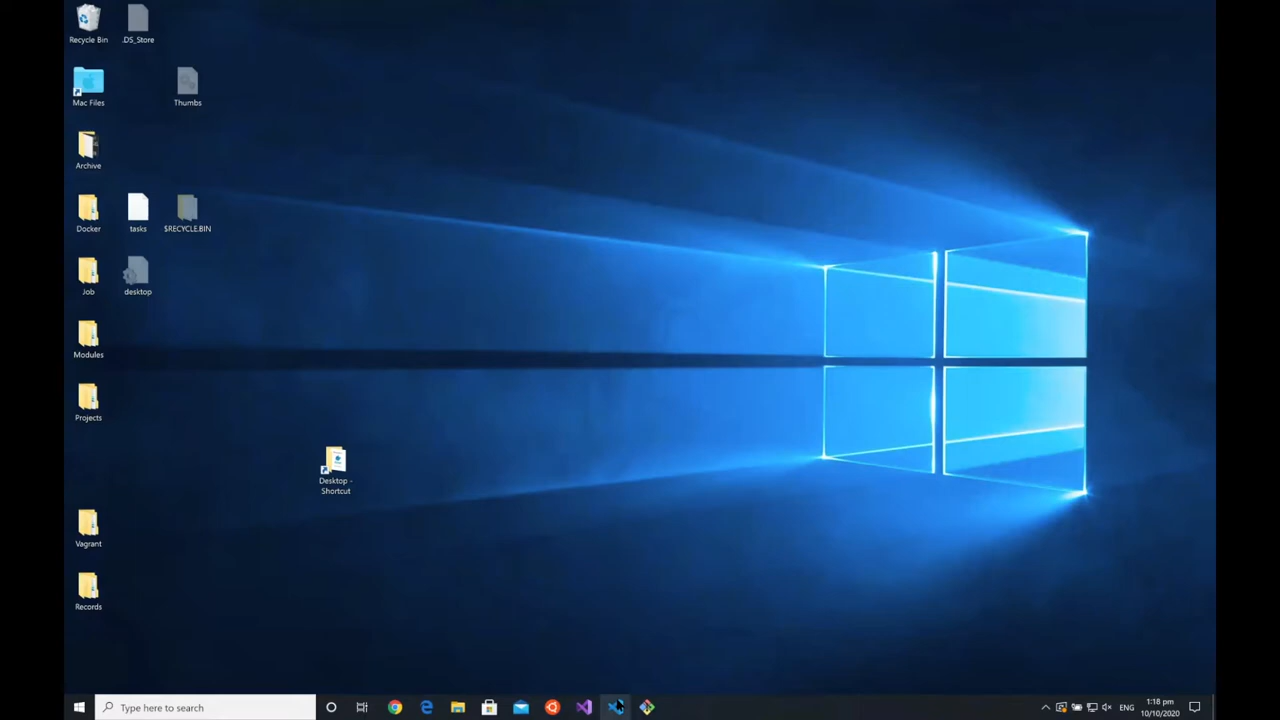 Recycle Bin
.DS_Store
Mac Files
Thumbs
Archive
Docker
tasks
$RECYCLE.BIN
Job
desktop
Modules
Projects
Desktop -
Shortcut
Vagrant
Records
Type here to search
ENG
1:18 pm
10/10/2020